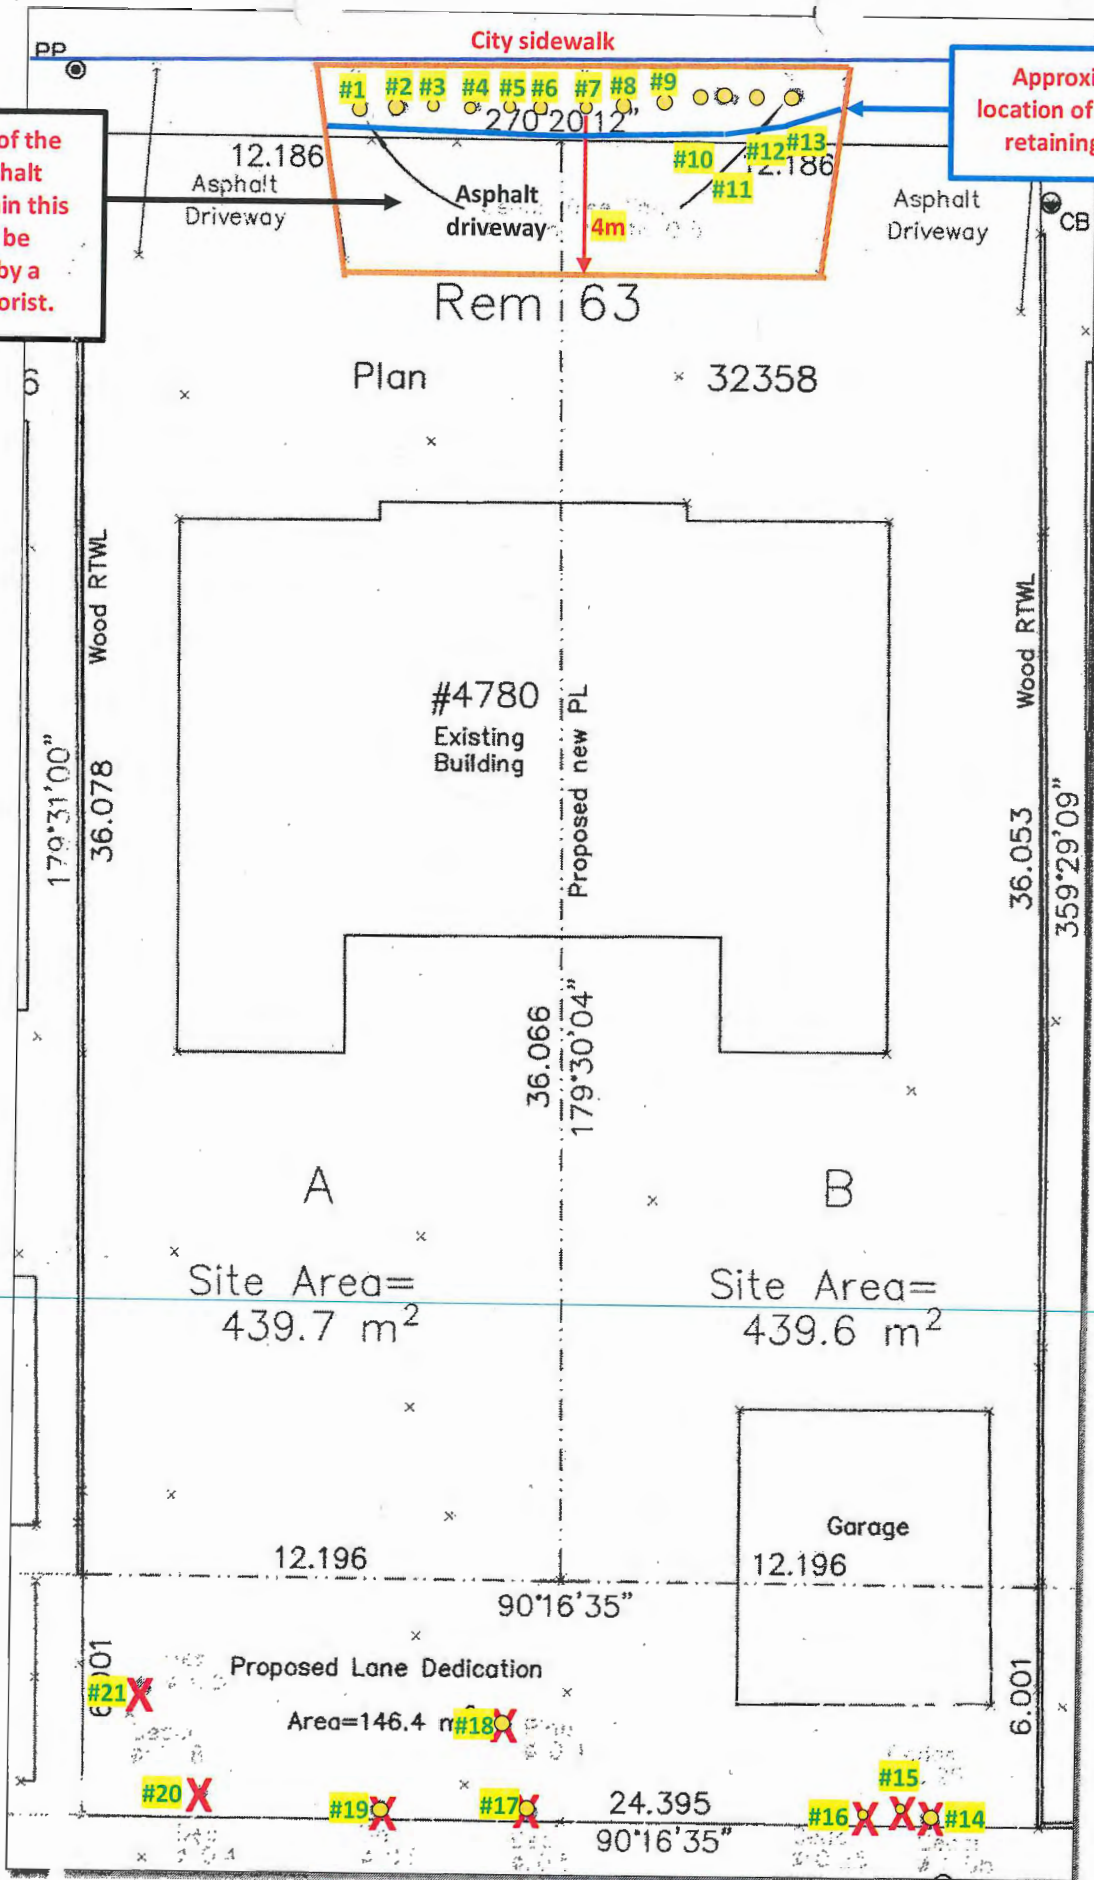 City sidewalk
PP
#1 #2 #3 #4 #5 #6 #7 #8 #9
Approxi
location of
retaining
of the
halt
in this
be
by a
orist.
270°20'12"
12.186
#10
#11
#12
#13
12.186
Asphalt
Driveway
Asphalt
driveway
4m
Asphalt
Driveway
CB
Rem 63
Plan 32358
6
Wood RTWL
Wood RTWL
#4780
Existing
Building
Proposed new PL
179°31'00"
36.078
36.053
359°29'09"
36.066
179°30'04"
A
B
Site Area=
439.7 m²
Site Area=
439.6 m²
Garage
12.196
12.196
90°16'35"
6.001
6.001
Proposed Lane Dedication
Area=146.4 m
#21
#18
#20
#19
#17
#15
#16
#14
24.395
90°16'35"